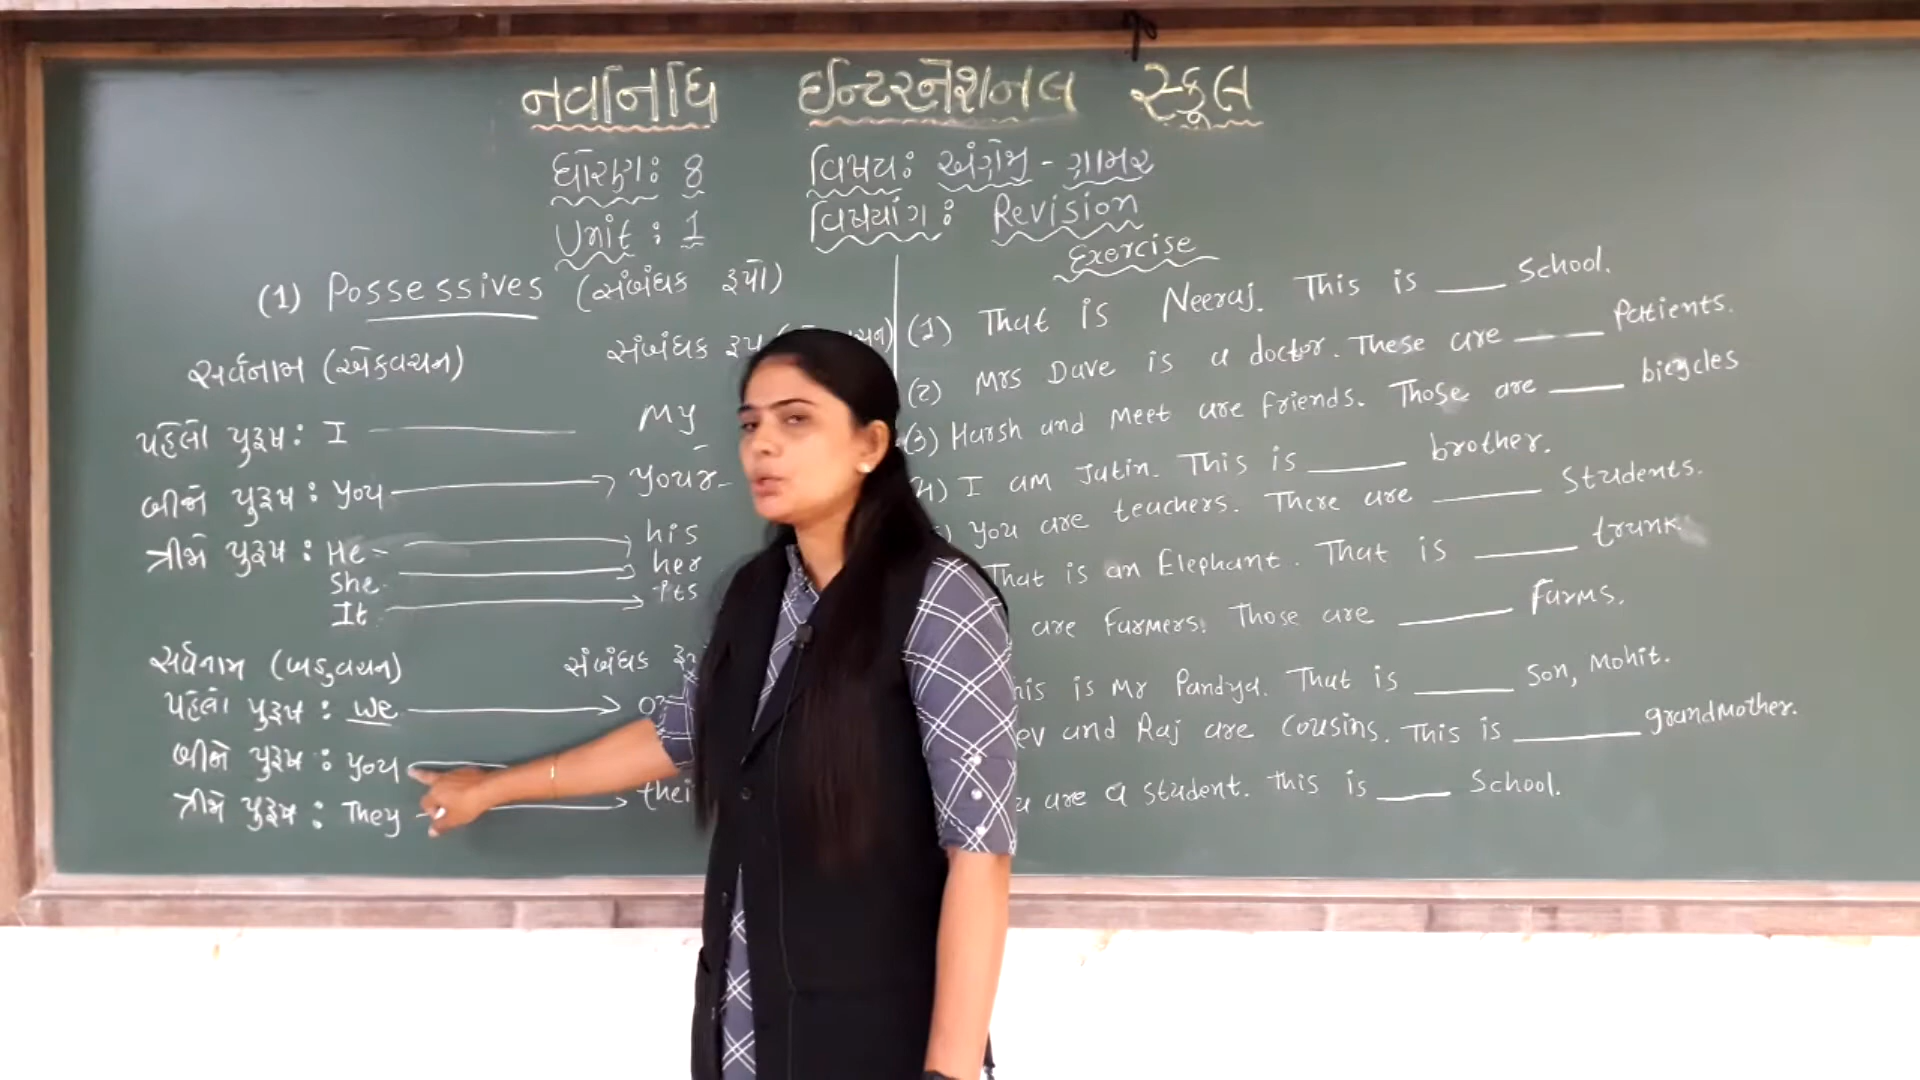 નવનિધિ ઈન્ટરનેશનલ સ્કૂલ
ધોરણ: 8 વિષય: અંગ્રેજી - ગ્રામર
Unit : 1 વિષયાંગ: Revision
(1) Possessives (સંબંધક રૂપો)
સર્વનામ (એકવચન) સંબંધક
પહેલો પુરૂષ : I my
બીજો પુરૂષ : you your
ત્રીજો પુરૂષ : He his
She her
It its
સર્વનામ (બહુવચન) સંબંધક
પહેલો પુરૂષ : we
બીજો પુરૂષ : you
ત્રીજો પુરૂષ : They thei
Exercise
(1) That is Neeraj. This is ___ School.
(2) Mrs Dave is a doctor. These are ___ Patients.
(3) Harsh and Meet are friends. Those are ___ bicycles
(4) I am Jatin. This is ___ brother.
you are teachers. There are ___ Students.
That is an Elephant. That is ___ trunk
are farmers. Those are ___ farms.
is Mr Pandya. That is ___ Son, Mohit.
and Raj are Cousins. This is ___ grandmother.
are a student. this is ___ School.